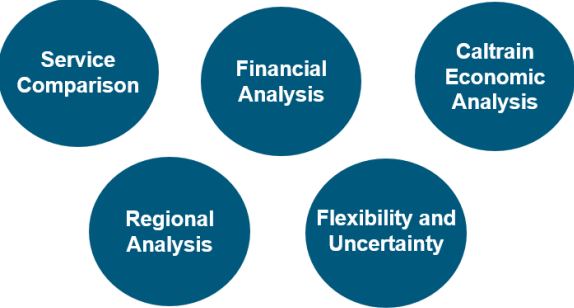 Service
Comparison
Financial
Analysis
Caltrain
Economic
Analysis
Regional
Analysis
Flexibility and
Uncertainty